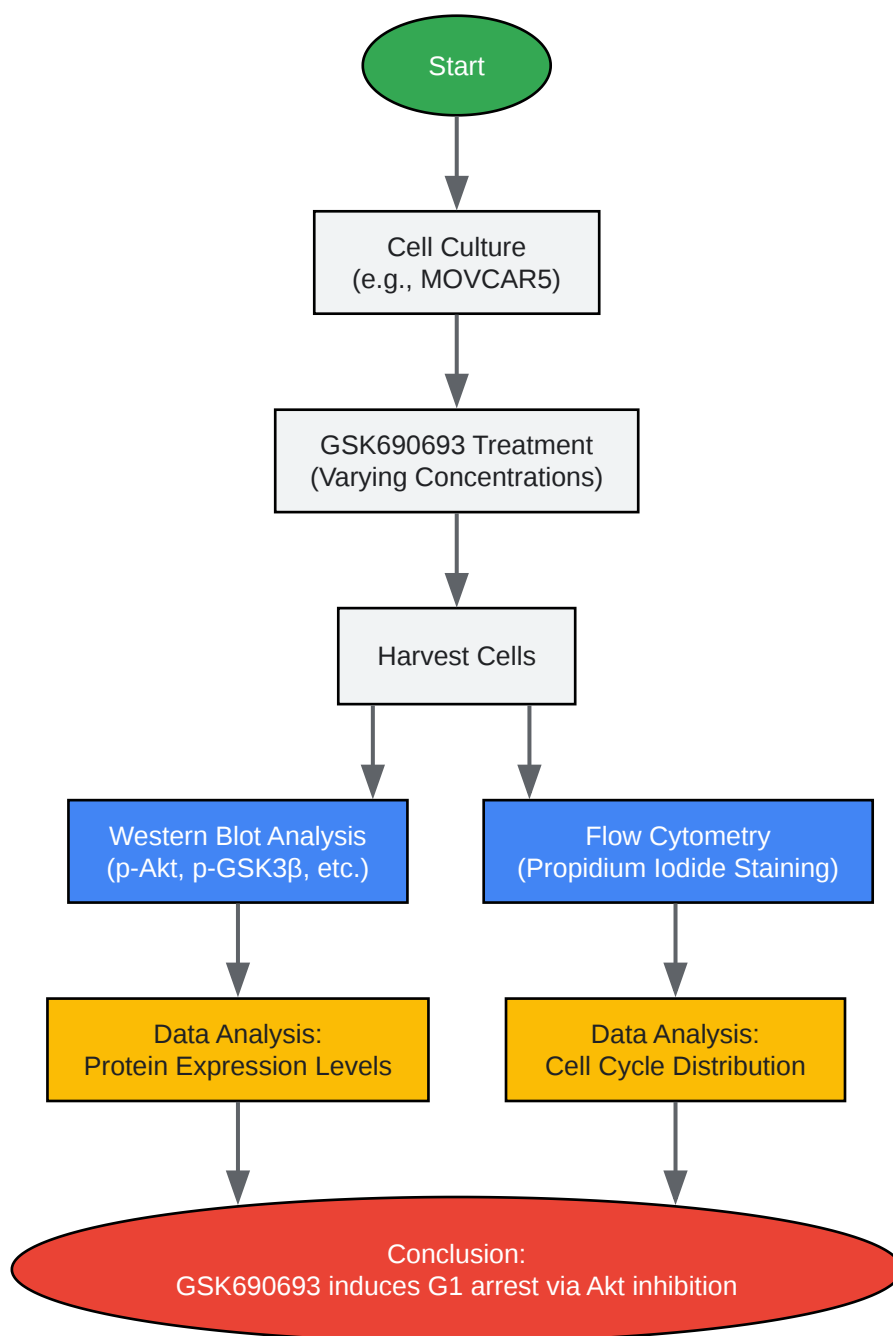 Start
Cell Culture
(e.g., MOVCAR5)
GSK690693 Treatment
(Varying Concentrations)
Harvest Cells
Western Blot Analysis
(p-Akt, p-GSK3β, etc.)
Flow Cytometry
(Propidium Iodide Staining)
Data Analysis:
Protein Expression Levels
Data Analysis:
Cell Cycle Distribution
Conclusion:
GSK690693 induces G1 arrest via Akt inhibition